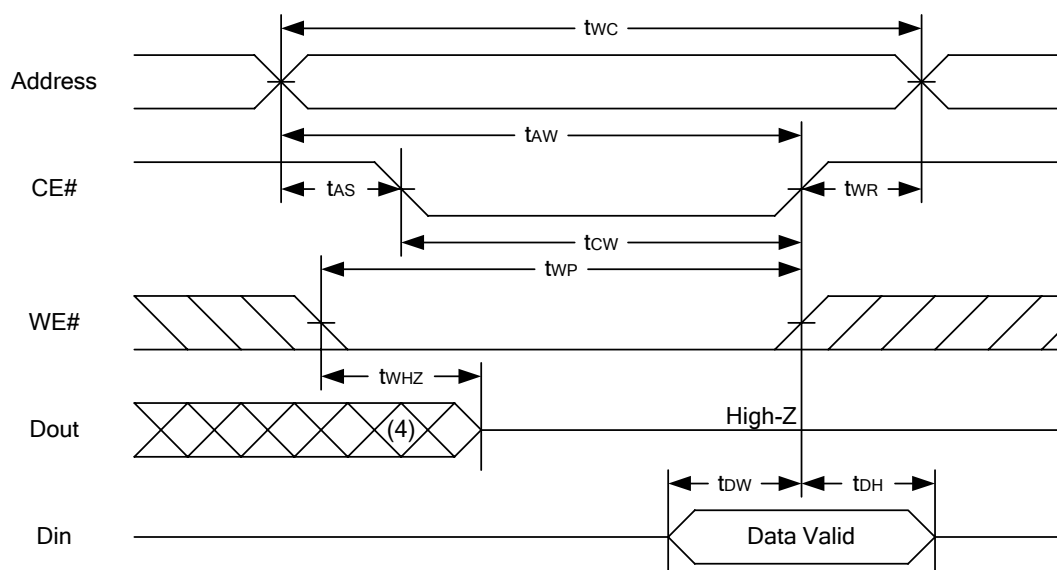 tWC
Address
tAW
CE#
tAS
tWR
tCW
tWP
WE#
tWHZ
Dout
(4)
High-Z
tDW
tDH
Din
Data Valid